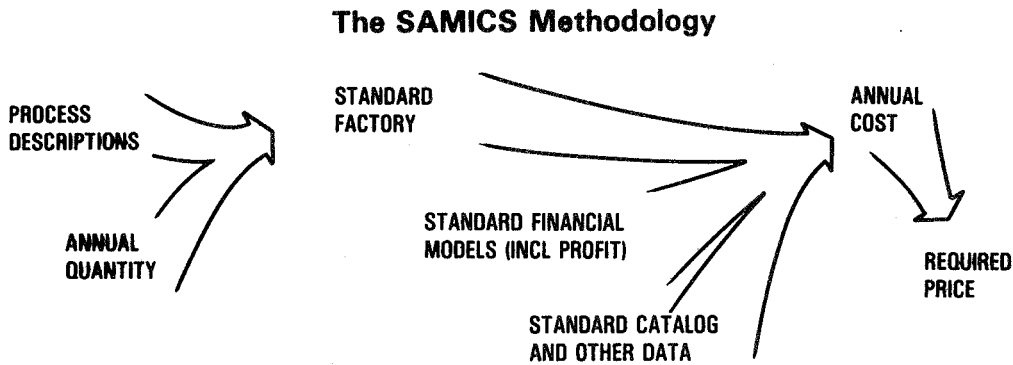 The SAMICS Methodology
PROCESS
DESCRIPTIONS
ANNUAL
QUANTITY
STANDARD
FACTORY
STANDARD FINANCIAL
MODELS (INCL PROFIT)
STANDARD CATALOG
AND OTHER DATA
ANNUAL
COST
REQUIRED
PRICE